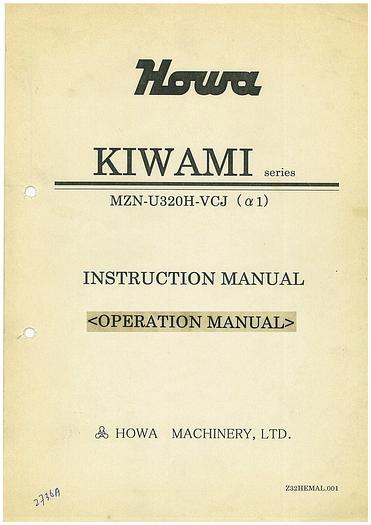 Howa
KIWAMI series
MZN-U320H-VCJ (α1)
INSTRUCTION MANUAL
<OPERATION MANUAL>
HOWA MACHINERY, LTD.
Z32HEMAL.001
2736A